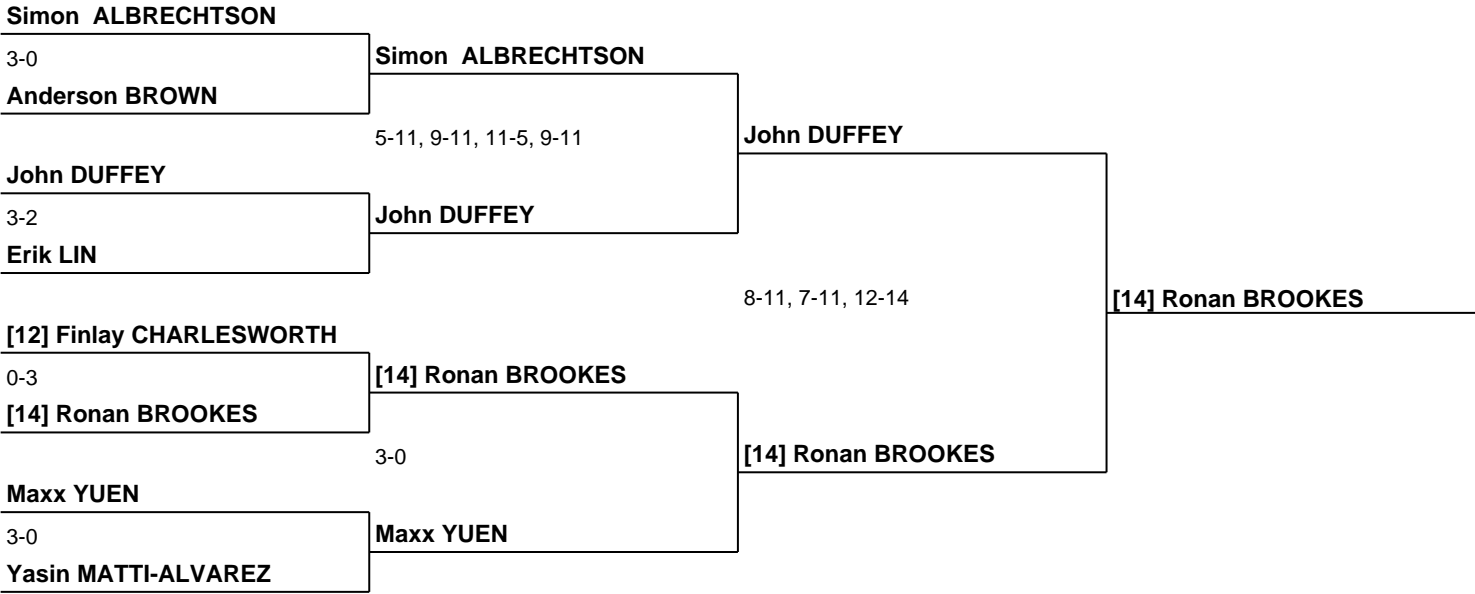 Simon  ALBRECHTSON
3-0
Anderson BROWN
John DUFFEY
3-2
Erik LIN
[12] Finlay CHARLESWORTH
0-3
[14] Ronan BROOKES
Maxx YUEN
3-0
Yasin MATTI-ALVAREZ
Simon  ALBRECHTSON
5-11, 9-11, 11-5, 9-11
John DUFFEY
[14] Ronan BROOKES
3-0
Maxx YUEN
John DUFFEY
8-11, 7-11, 12-14
[14] Ronan BROOKES
[14] Ronan BROOKES